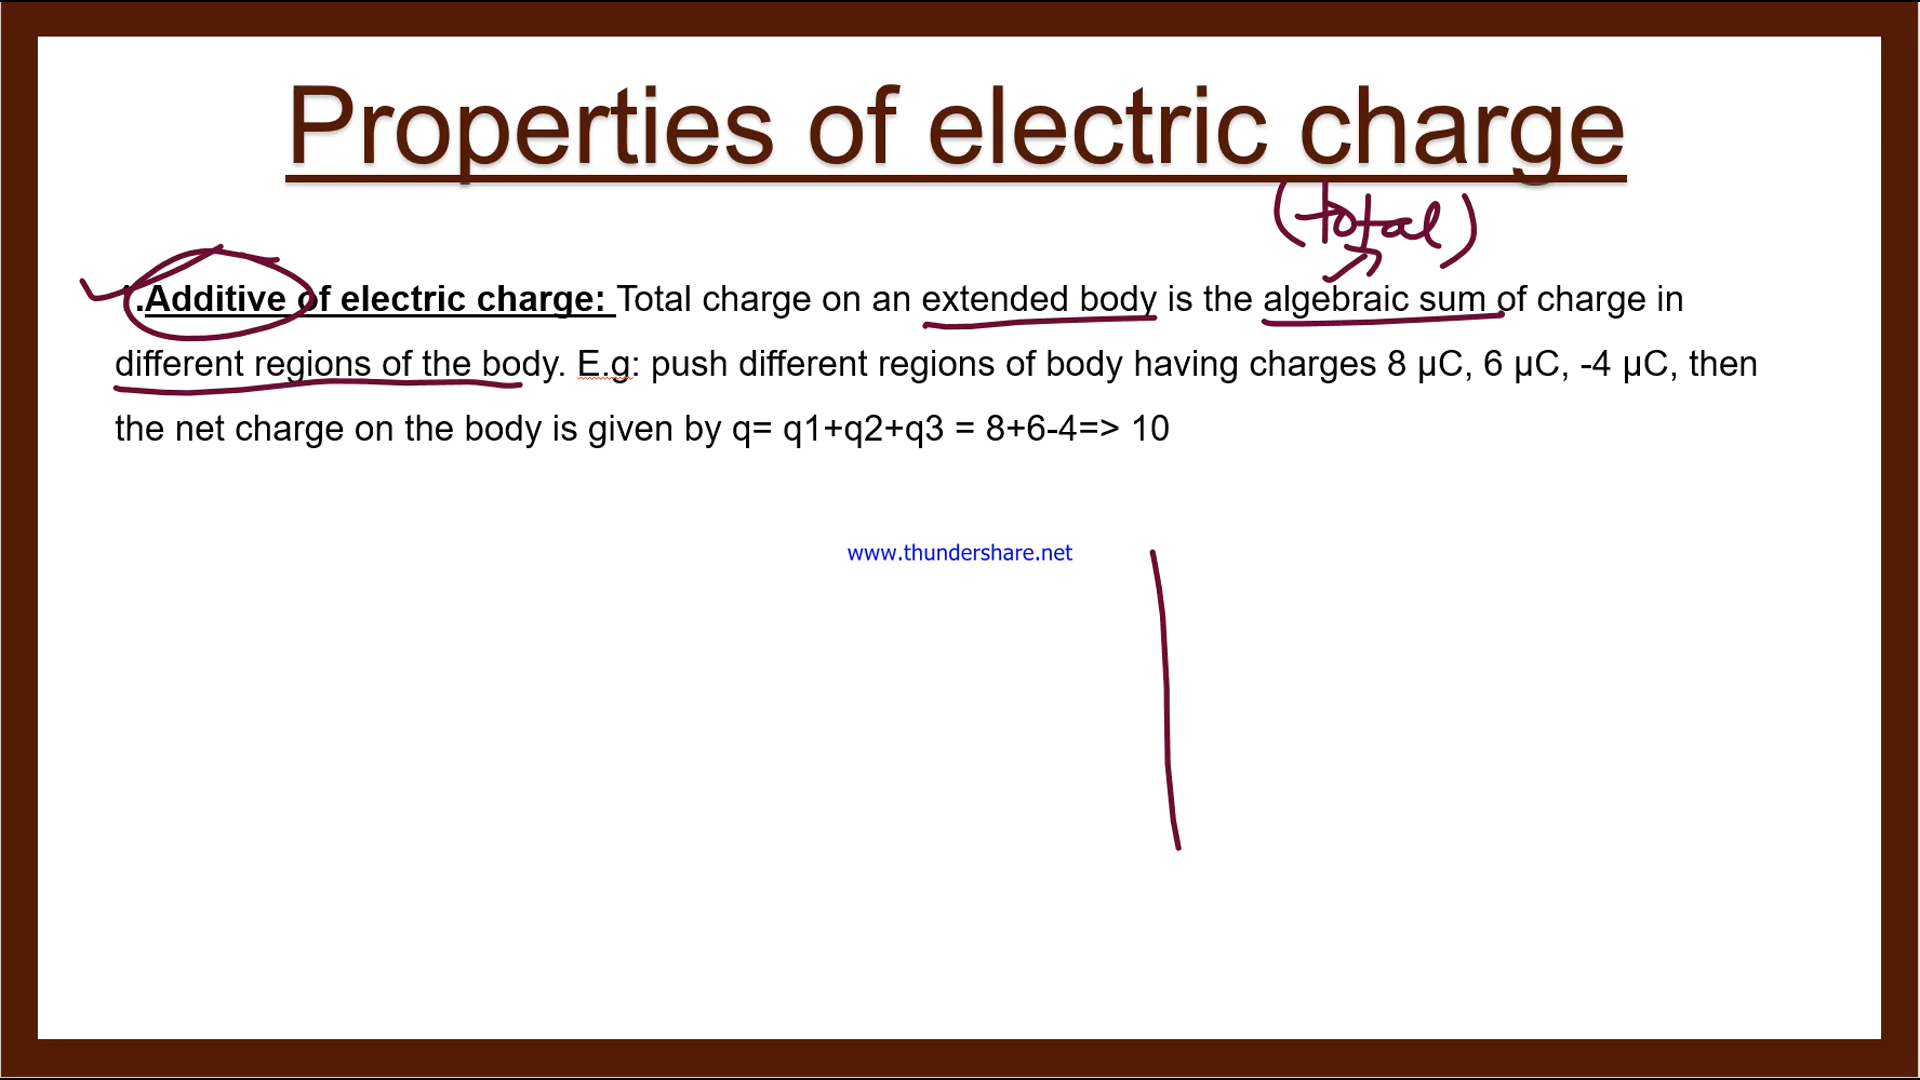 Properties of electric charge
(total)
.Additive of electric charge: Total charge on an extended body is the algebraic sum of charge in
different regions of the body. E.g: push different regions of body having charges 8 μC, 6 μC, -4 μC, then
the net charge on the body is given by q= q1+q2+q3 = 8+6-4=> 10
www.thundershare.net